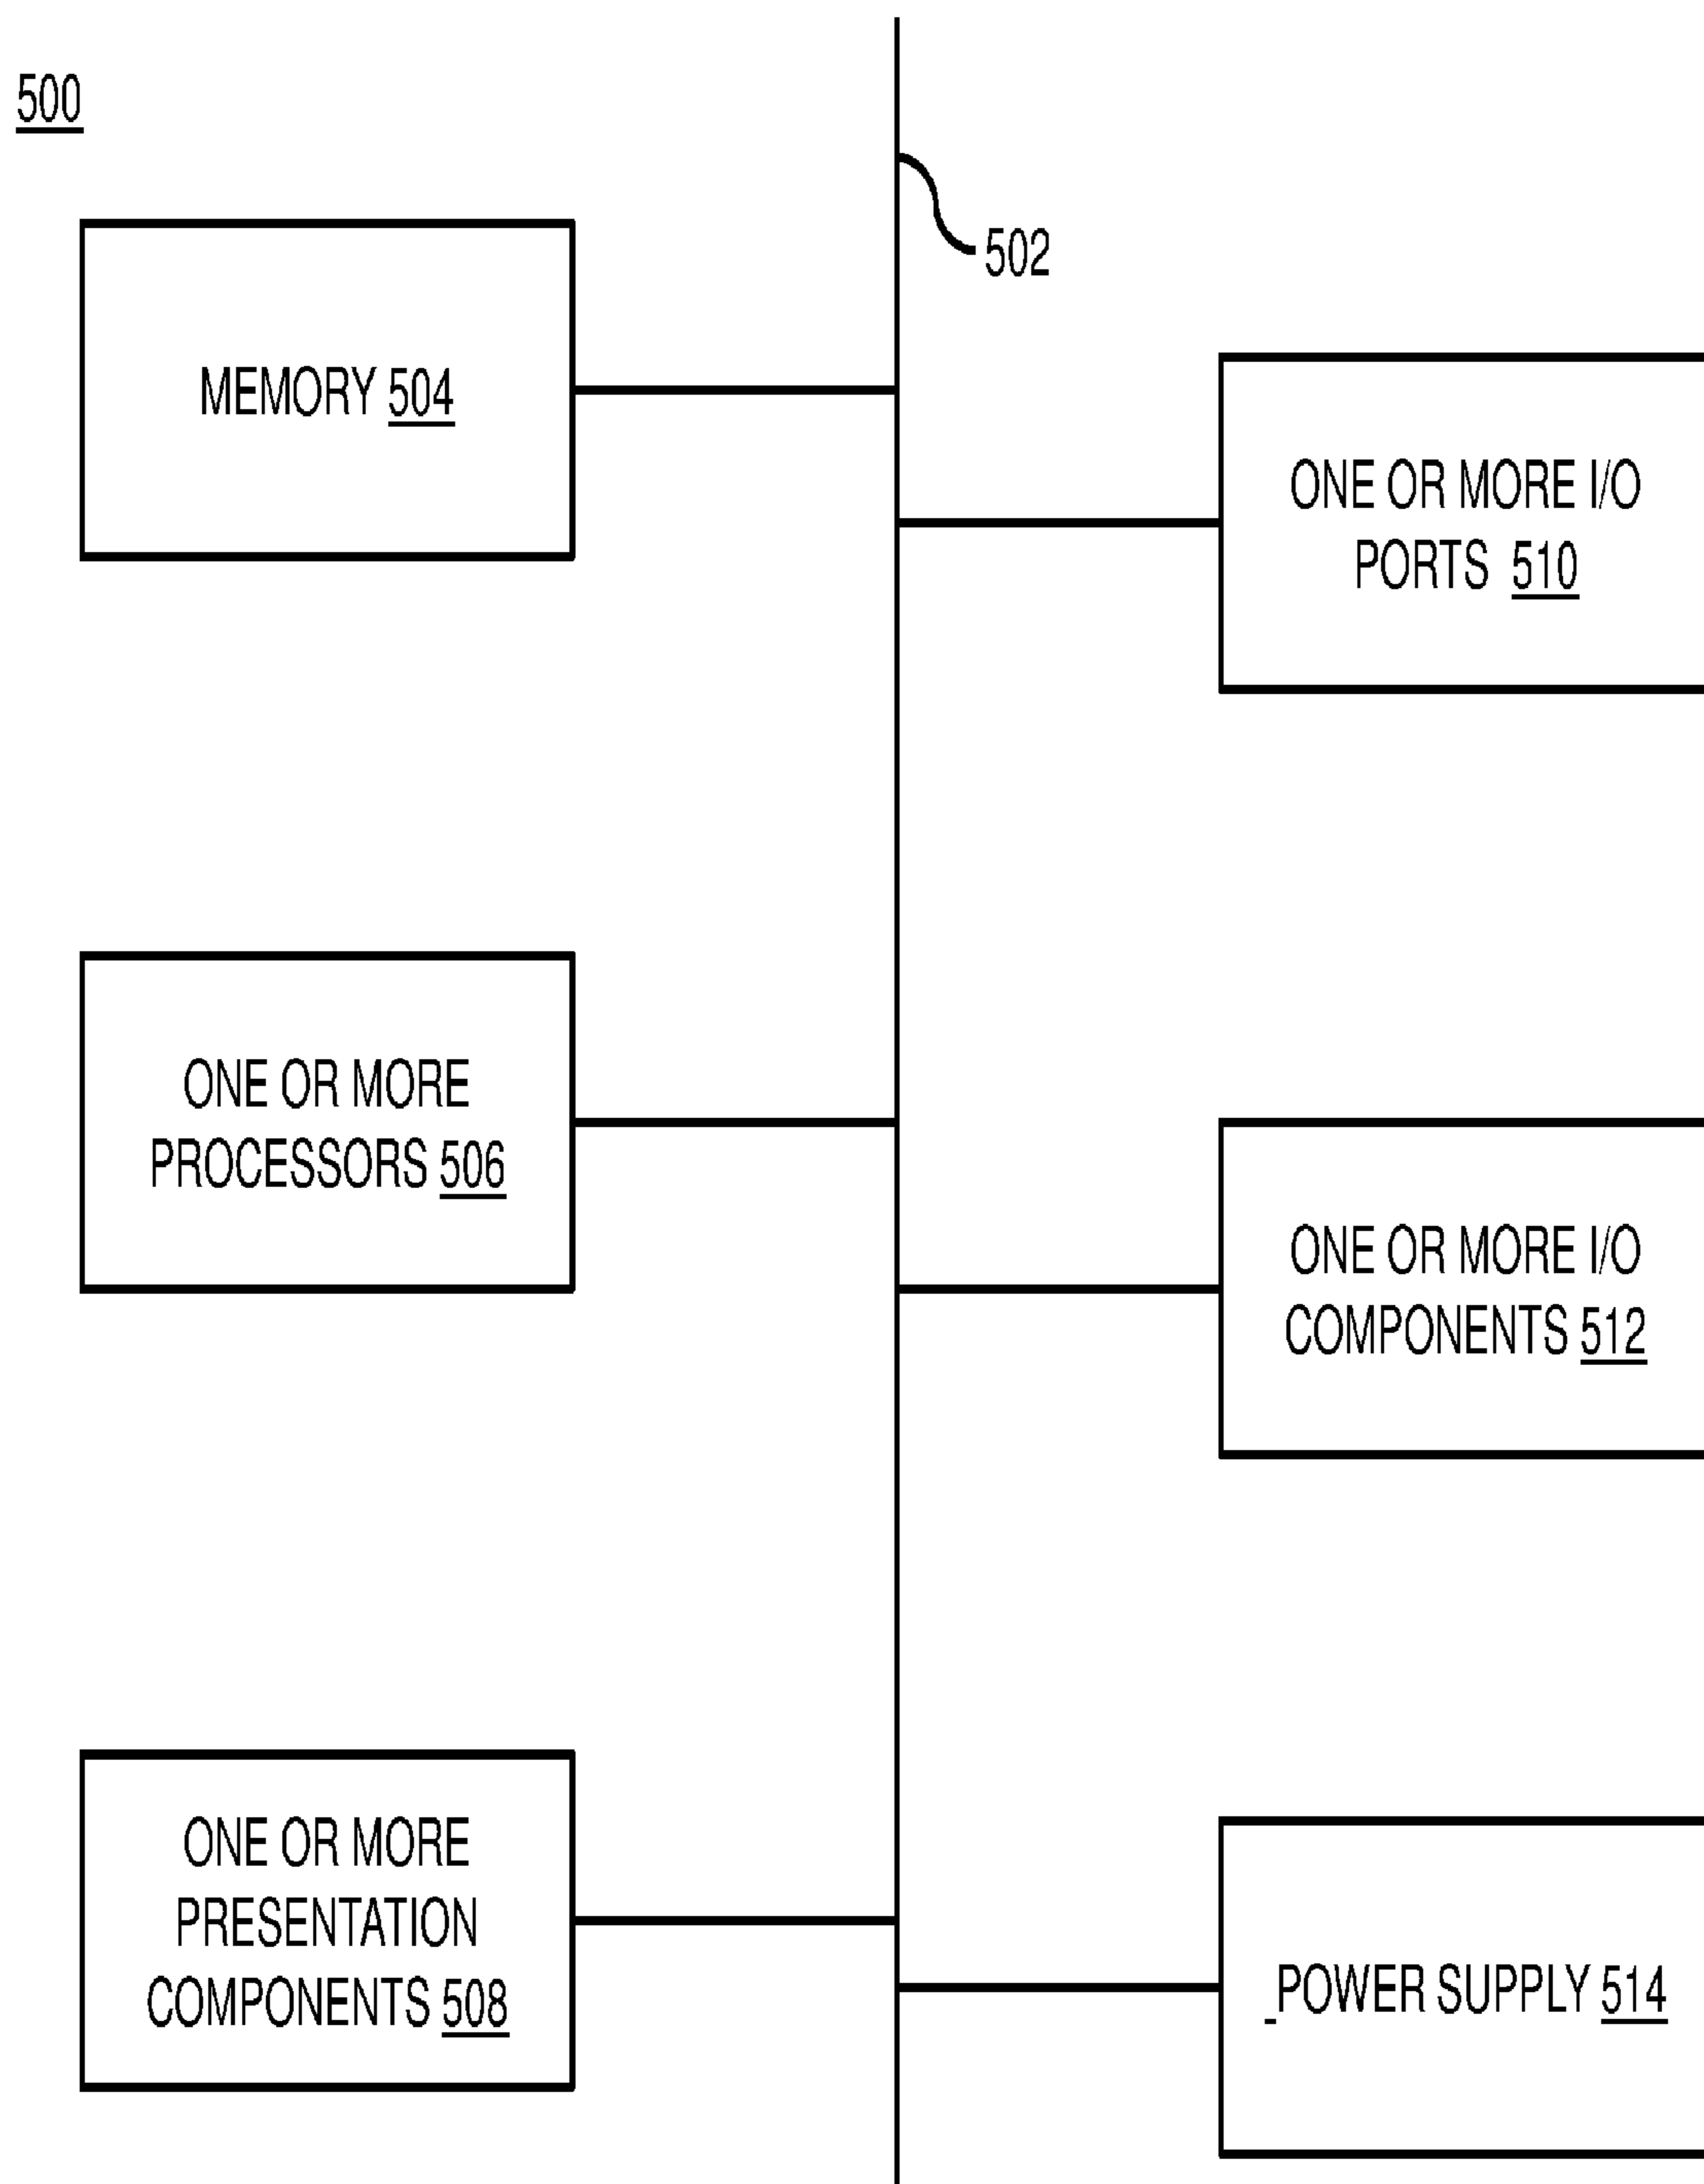 500
502
MEMORY 504
ONE OR MORE I/O
PORTS 510
ONE OR MORE
PROCESSORS 506
ONE OR MORE I/O
COMPONENTS 512
ONE OR MORE
PRESENTATION
COMPONENTS 508
POWER SUPPLY 514